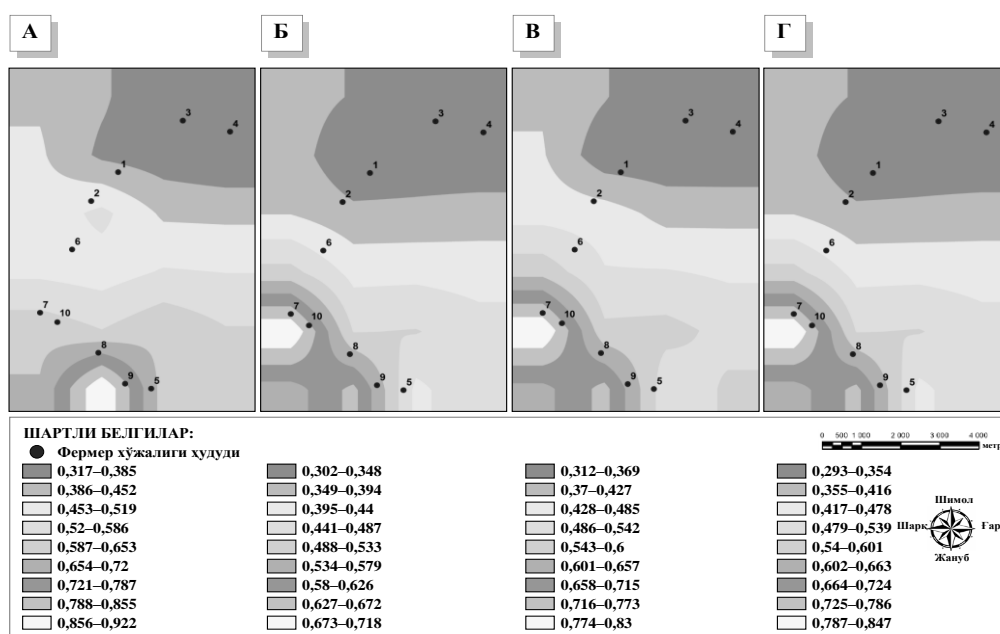 А Б В Г
3 4 1 2 6 7 10 8 9 5
3 4 1 2 6 7 10 8 9 5
3 4 1 2 6 7 10 8 9 5
3 4 1 2 6 7 10 8 9 5
ШАРТЛИ БЕЛГИЛАР:
Фермер хўжалиги ҳудуди
0 500 1 000 2 000 3 000 4 000
метр
0,317–0,385 0,302–0,348 0,312–0,369 0,293–0,354
0,386–0,452 0,349–0,394 0,37–0,427 0,355–0,416
0,453–0,519 0,395–0,44 0,428–0,485 0,417–0,478
0,52–0,586 0,441–0,487 0,486–0,542 0,479–0,539
0,587–0,653 0,488–0,533 0,543–0,6 0,54–0,601
0,654–0,72 0,534–0,579 0,601–0,657 0,602–0,663
0,721–0,787 0,58–0,626 0,658–0,715 0,664–0,724
0,788–0,855 0,627–0,672 0,716–0,773 0,725–0,786
0,856–0,922 0,673–0,718 0,774–0,83 0,787–0,847
Шимол
Шарқ Ғар
Жануб